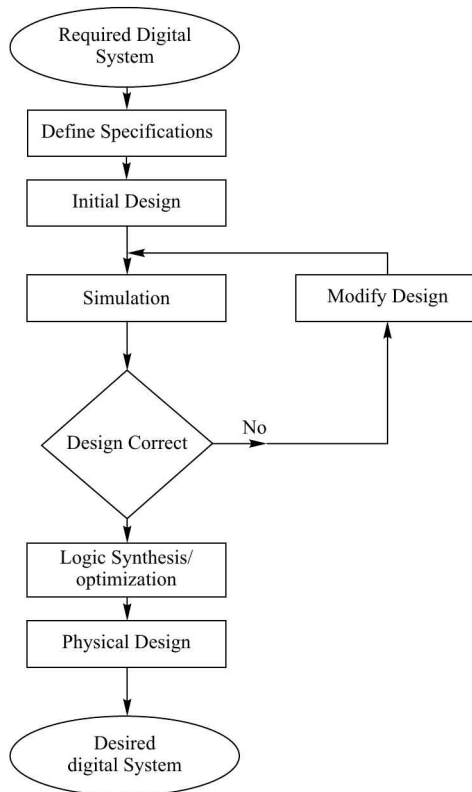 Required Digital
System
Define Specifications
Initial Design
Simulation
Modify Design
Design Correct
No
Logic Synthesis/
optimization
Physical Design
Desired
digital System